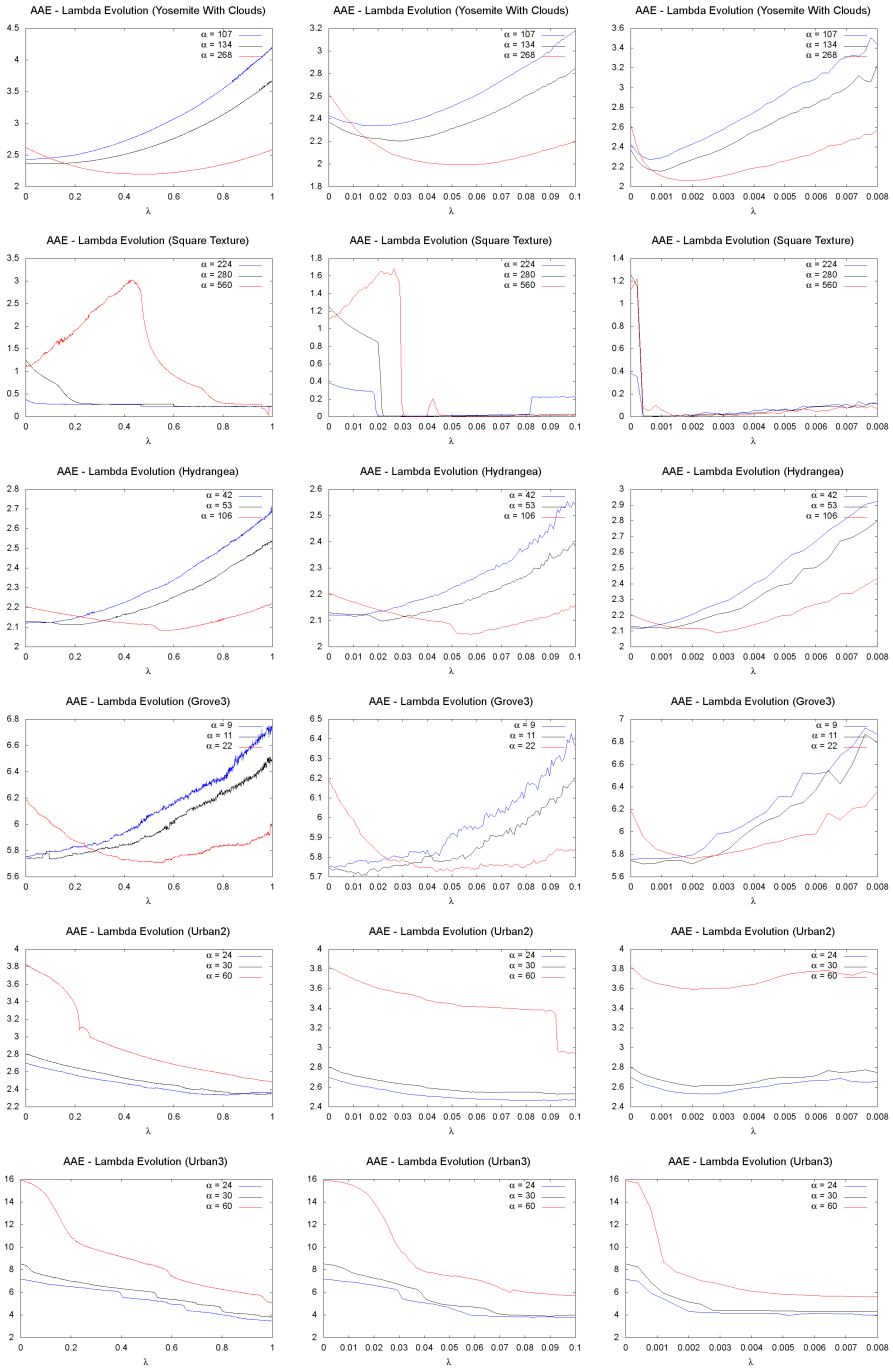 AAE - Lambda Evolution (Yosemite With Clouds)
α = 107
α = 134
α = 268
4.5
4
3.5
3
2.5
2
0 0.2 0.4 0.6 0.8 1
λ
AAE - Lambda Evolution (Yosemite With Clouds)
α = 107
α = 134
α = 268
3.2
3
2.8
2.6
2.4
2.2
2
1.8
0 0.01 0.02 0.03 0.04 0.05 0.06 0.07 0.08 0.09 0.1
λ
AAE - Lambda Evolution (Yosemite With Clouds)
α = 107
α = 134
α = 268
3.6
3.4
3.2
3
2.8
2.6
2.4
2.2
2
0 0.001 0.002 0.003 0.004 0.005 0.006 0.007 0.008
λ
AAE - Lambda Evolution (Square Texture)
α = 224
α = 280
α = 560
3.5
3
2.5
2
1.5
1
0.5
0
0 0.2 0.4 0.6 0.8 1
λ
AAE - Lambda Evolution (Square Texture)
α = 224
α = 280
α = 560
1.8
1.6
1.4
1.2
1
0.8
0.6
0.4
0.2
0
0 0.01 0.02 0.03 0.04 0.05 0.06 0.07 0.08 0.09 0.1
λ
AAE - Lambda Evolution (Square Texture)
α = 224
α = 280
α = 560
1.4
1.2
1
0.8
0.6
0.4
0.2
0
0 0.001 0.002 0.003 0.004 0.005 0.006 0.007 0.008
λ
AAE - Lambda Evolution (Hydrangea)
α = 42
α = 53
α = 106
2.8
2.7
2.6
2.5
2.4
2.3
2.2
2.1
2
0 0.2 0.4 0.6 0.8 1
λ
AAE - Lambda Evolution (Hydrangea)
α = 42
α = 53
α = 106
2.6
2.5
2.4
2.3
2.2
2.1
2
0 0.01 0.02 0.03 0.04 0.05 0.06 0.07 0.08 0.09 0.1
λ
AAE - Lambda Evolution (Hydrangea)
α = 42
α = 53
α = 106
3
2.9
2.8
2.7
2.6
2.5
2.4
2.3
2.2
2.1
2
0 0.001 0.002 0.003 0.004 0.005 0.006 0.007 0.008
λ
AAE - Lambda Evolution (Grove3)
α = 9
α = 11
α = 22
6.8
6.6
6.4
6.2
6
5.8
5.6
0 0.2 0.4 0.6 0.8 1
λ
AAE - Lambda Evolution (Grove3)
α = 9
α = 11
α = 22
6.5
6.4
6.3
6.2
6.1
6
5.9
5.8
5.7
0 0.01 0.02 0.03 0.04 0.05 0.06 0.07 0.08 0.09 0.1
λ
AAE - Lambda Evolution (Grove3)
α = 9
α = 11
α = 22
7
6.8
6.6
6.4
6.2
6
5.8
5.6
0 0.001 0.002 0.003 0.004 0.005 0.006 0.007 0.008
λ
AAE - Lambda Evolution (Urban2)
α = 24
α = 30
α = 60
4
3.8
3.6
3.4
3.2
3
2.8
2.6
2.4
2.2
0 0.2 0.4 0.6 0.8 1
λ
AAE - Lambda Evolution (Urban2)
α = 24
α = 30
α = 60
4
3.8
3.6
3.4
3.2
3
2.8
2.6
2.4
0 0.01 0.02 0.03 0.04 0.05 0.06 0.07 0.08 0.09 0.1
λ
AAE - Lambda Evolution (Urban2)
α = 24
α = 30
α = 60
4
3.8
3.6
3.4
3.2
3
2.8
2.6
2.4
0 0.001 0.002 0.003 0.004 0.005 0.006 0.007 0.008
λ
AAE - Lambda Evolution (Urban3)
α = 24
α = 30
α = 60
16
14
12
10
8
6
4
2
0 0.2 0.4 0.6 0.8 1
λ
AAE - Lambda Evolution (Urban3)
α = 24
α = 30
α = 60
16
14
12
10
8
6
4
2
0 0.01 0.02 0.03 0.04 0.05 0.06 0.07 0.08 0.09 0.1
λ
AAE - Lambda Evolution (Urban3)
α = 24
α = 30
α = 60
16
14
12
10
8
6
4
2
0 0.001 0.002 0.003 0.004 0.005 0.006 0.007 0.008
λ